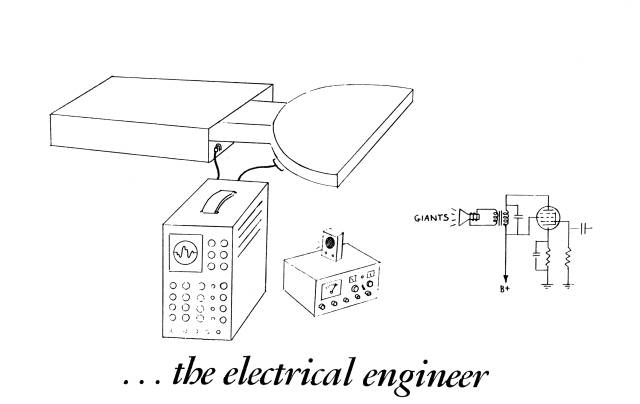 GIANTS
B+
... the electrical engineer